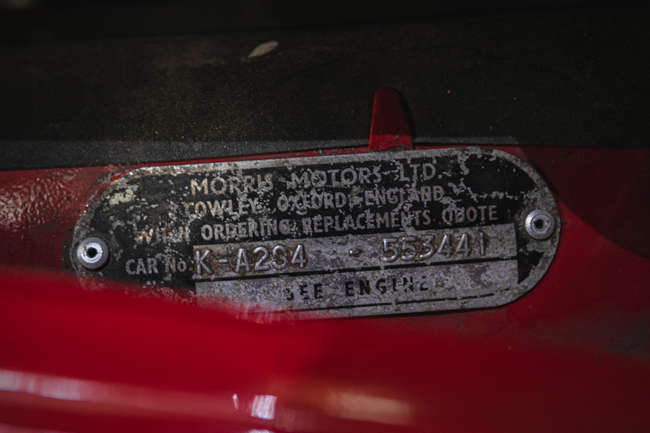 MORRIS MOTORS LTD.
COWLEY, OXFORD, ENGLAND
WHEN ORDERING REPLACEMENTS QUOTE
CAR No. K-A2S4 - 553441
SEE ENGINE